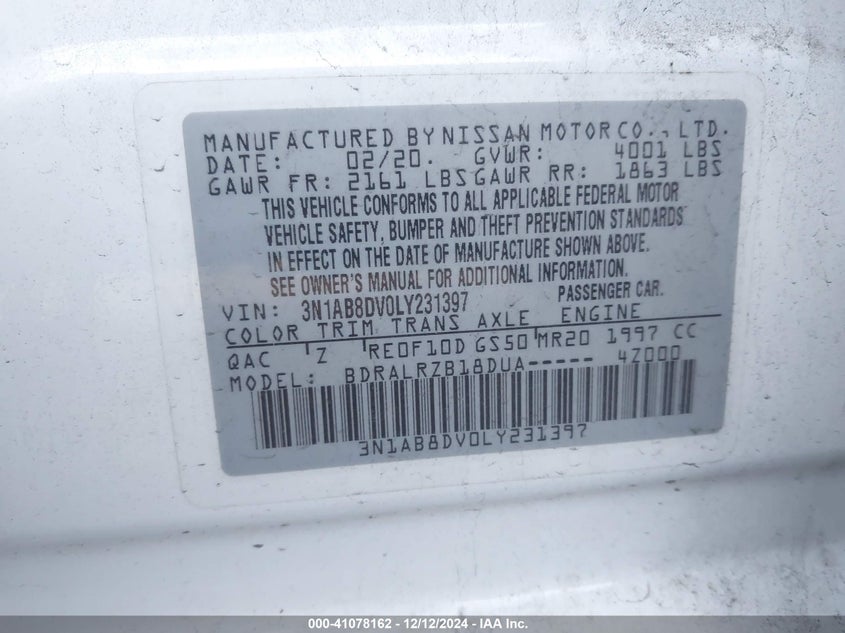 MANUFACTURED BY NISSAN MOTOR CO., LTD.
DATE: 02/20. GVWR: 4001 LBS
GAWR FR: 2161 LBS GAWR RR: 1863 LBS
THIS VEHICLE CONFORMS TO ALL APPLICABLE FEDERAL MOTOR
VEHICLE SAFETY, BUMPER AND THEFT PREVENTION STANDARDS
IN EFFECT ON THE DATE OF MANUFACTURE SHOWN ABOVE.
SEE OWNER'S MANUAL FOR ADDITIONAL INFORMATION.
VIN: 3N1AB8DV0LY231397 PASSENGER CAR.
COLOR TRIM TRANS AXLE ENGINE
QAC Z RE0F10D GS50 MR20 1997 CC
MODEL: BDRALRZB18DUA----- 4Z000
3N1AB8DV0LY231397
000-41078162 - 12/12/2024 - IAA Inc.